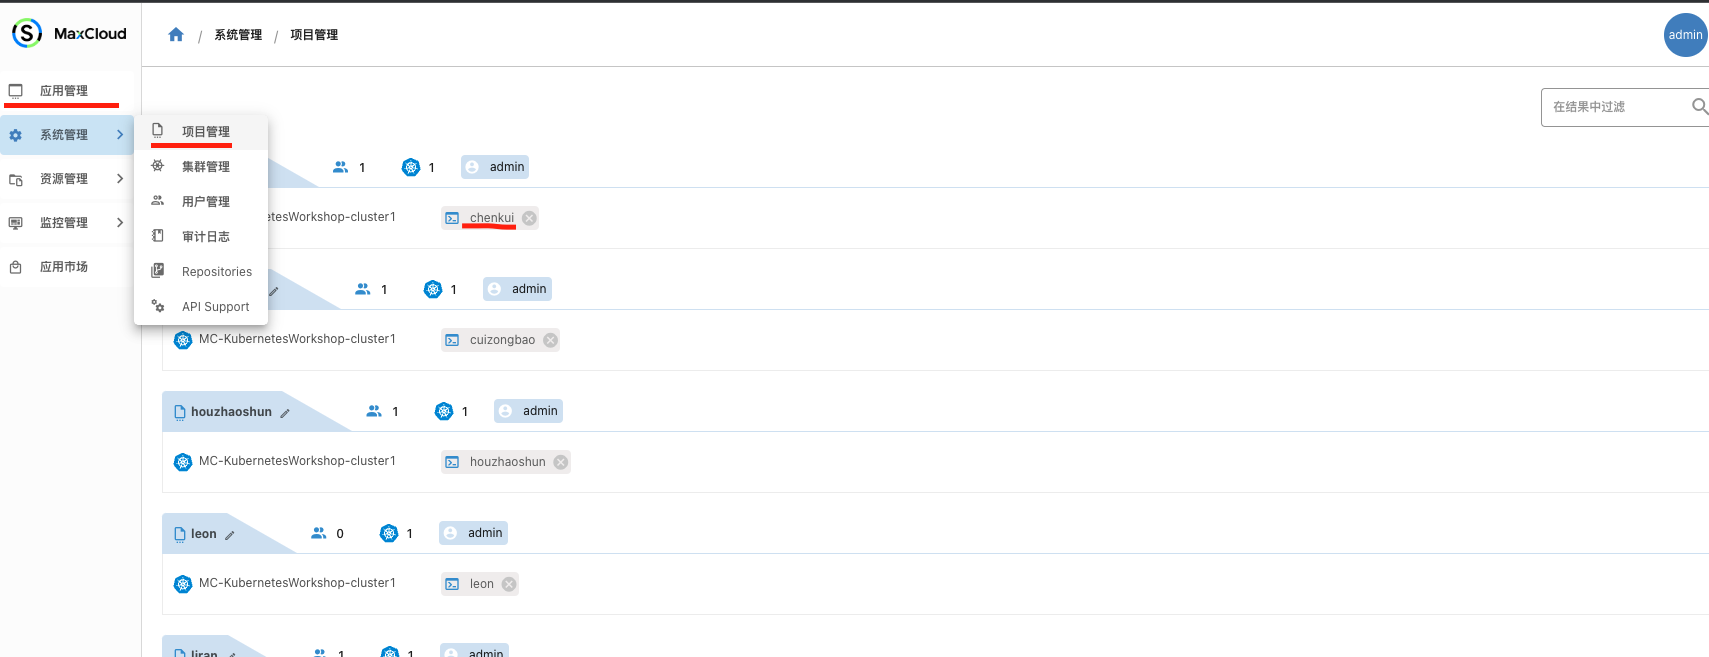 MaxCloud
/ 系统管理 / 项目管理
admin
应用管理
系统管理
资源管理
监控管理
应用市场
项目管理
集群管理
用户管理
审计日志
Repositories
API Support
在结果中过滤
1 1 admin
etesWorkshop-cluster1 chenkui
1 1 admin
MC-KubernetesWorkshop-cluster1 cuizongbao
houzhaoshun 1 1 admin
MC-KubernetesWorkshop-cluster1 houzhaoshun
leon 0 1 admin
MC-KubernetesWorkshop-cluster1 leon
liran 1 1 admin